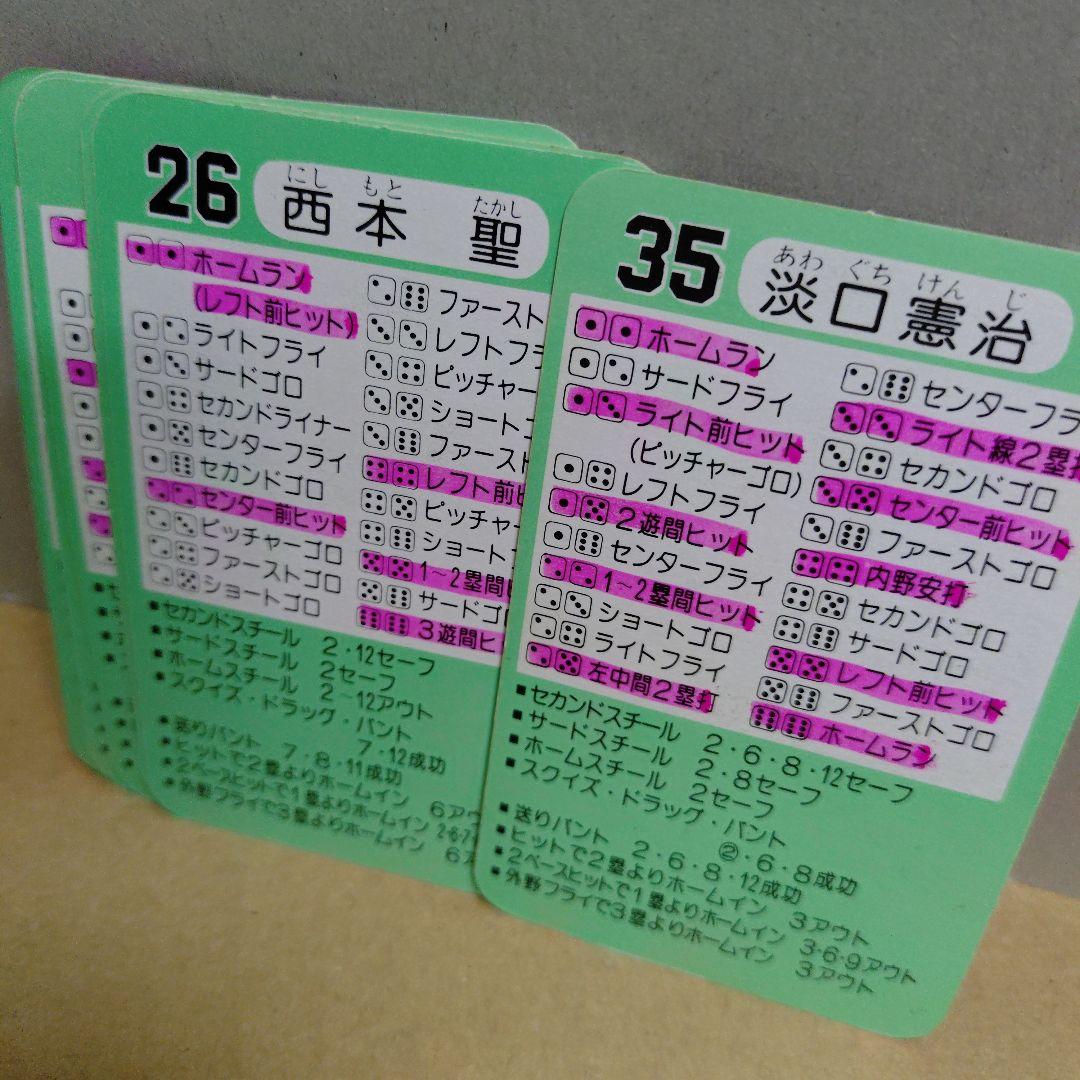 26
にし もと たかし
西本 聖
ホームラン
(レフト前ヒット)
ライトフライ
サードゴロ
セカンドライナー
センターフライ
セカンドゴロ
センター前ヒット
ピッチャーゴロ
ファーストゴロ
ショートゴロ
ファースト
レフトフラ
ピッチャー
ショート
ファースト
レフト前
ピッチャー
ショート
1~2塁間
サードゴロ
3遊間ヒ
■セカンドスチール 2・12セーフ
■サードスチール 2セーフ
■ホームスチール 2~12アウト
■スクイズ・ドラッグ・バント
7・12成功
■送りバント 7・8・11成功
■ヒットで2塁よりホームイン 6アウ
■2ベースヒットで1塁よりホームイン 2・6・7
■外野フライで3塁よりホームイン 6
35
あわ ぐち けん じ
淡口憲治
ホームラン
サードフライ
ライト前ヒット
(ピッチャーゴロ)
レフトフライ
2遊間ヒット
センターフライ
1~2塁間ヒット
ショートゴロ
ライトフライ
左中間2塁打
センターフラ
ライト線2塁打
セカンドゴロ
センター前ヒット
ファーストゴロ
内野安打
セカンドゴロ
サードゴロ
レフト前ヒット
ファーストゴロ
ホームラン
■セカンドスチール 2・6・8・12セーフ
■サードスチール 2・8セーフ
■ホームスチール 2セーフ
■スクイズ・ドラッグ・バント
②・6・8成功
■送りバント 2・6・8・12成功
■ヒットで2塁よりホームイン 3アウト
■2ベースヒットで1塁よりホームイン 3・6・9アウト
■外野フライで3塁よりホームイン 3アウト